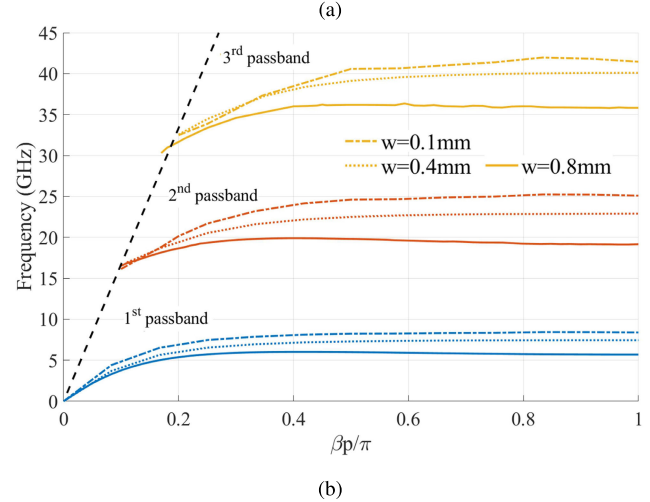 (a)
45
40
35
30
25
20
15
10
5
0
Frequency (GHz)
3rd passband
w=0.1mm
w=0.4mm w=0.8mm
2nd passband
1st passband
0 0.2 0.4 0.6 0.8 1
βp/π
(b)